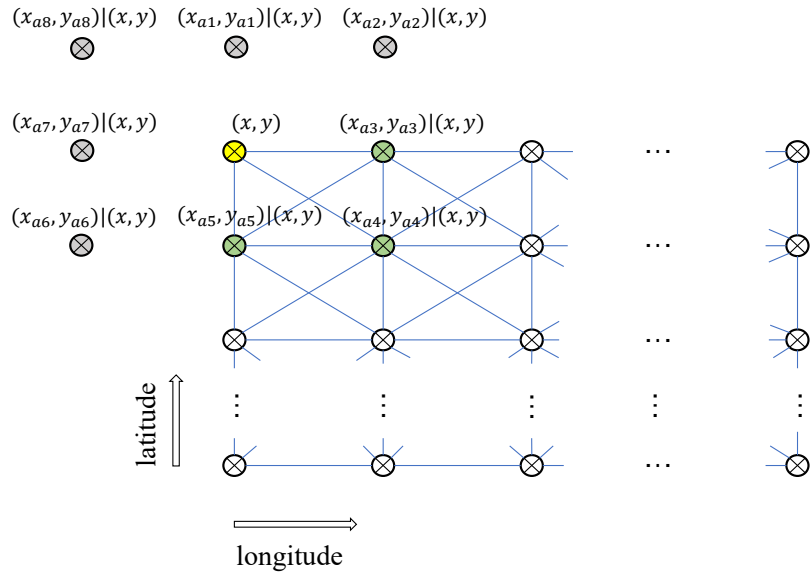 (x_{a8}, y_{a8})|(x, y) (x_{a1}, y_{a1})|(x, y) (x_{a2}, y_{a2})|(x, y)
(x_{a7}, y_{a7})|(x, y) (x, y) (x_{a3}, y_{a3})|(x, y)
...
(x_{a6}, y_{a6})|(x, y) (x_{a5}, y_{a5})|(x, y) (x_{a4}, y_{a4})|(x, y)
...
...
latitude
...
longitude